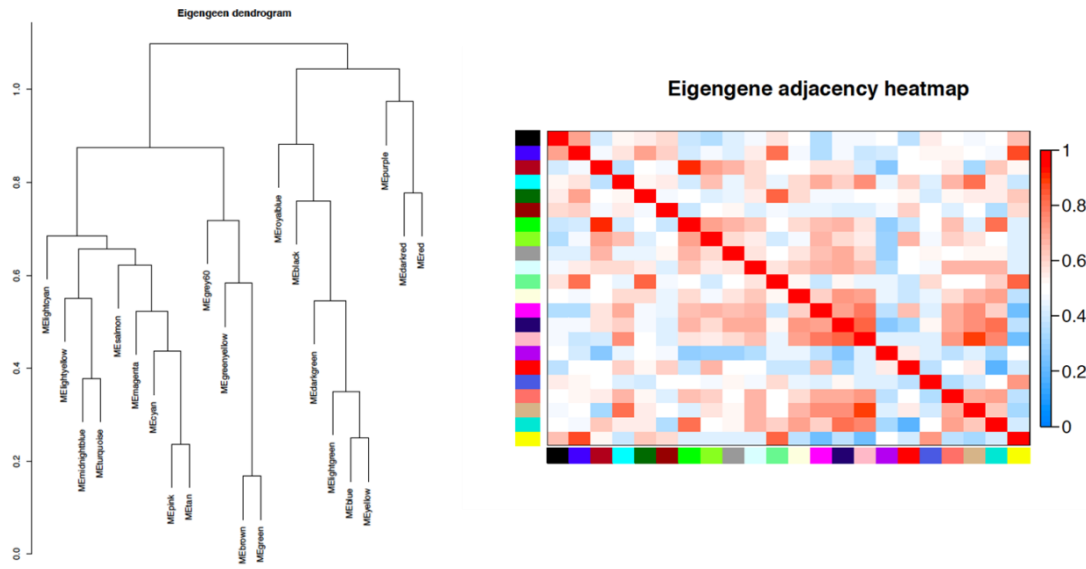 Eigengeen dendrogram
1.0
0.8
0.6
0.4
0.2
0.0
MElightcyan
MElightyellow
MEmidnightblue
MEturquoise
MEsalmon
MEmagenta
MEcyan
MEpink
MEtan
MEgrey60
MEgreenyellow
MEbrown
MEgreen
MEroyalblue
MEblack
MEdarkgreen
MElightgreen
MEblue
MEyellow
MEpurple
MEdarkred
MEred
Eigengene adjacency heatmap
1
0.8
0.6
0.4
0.2
0